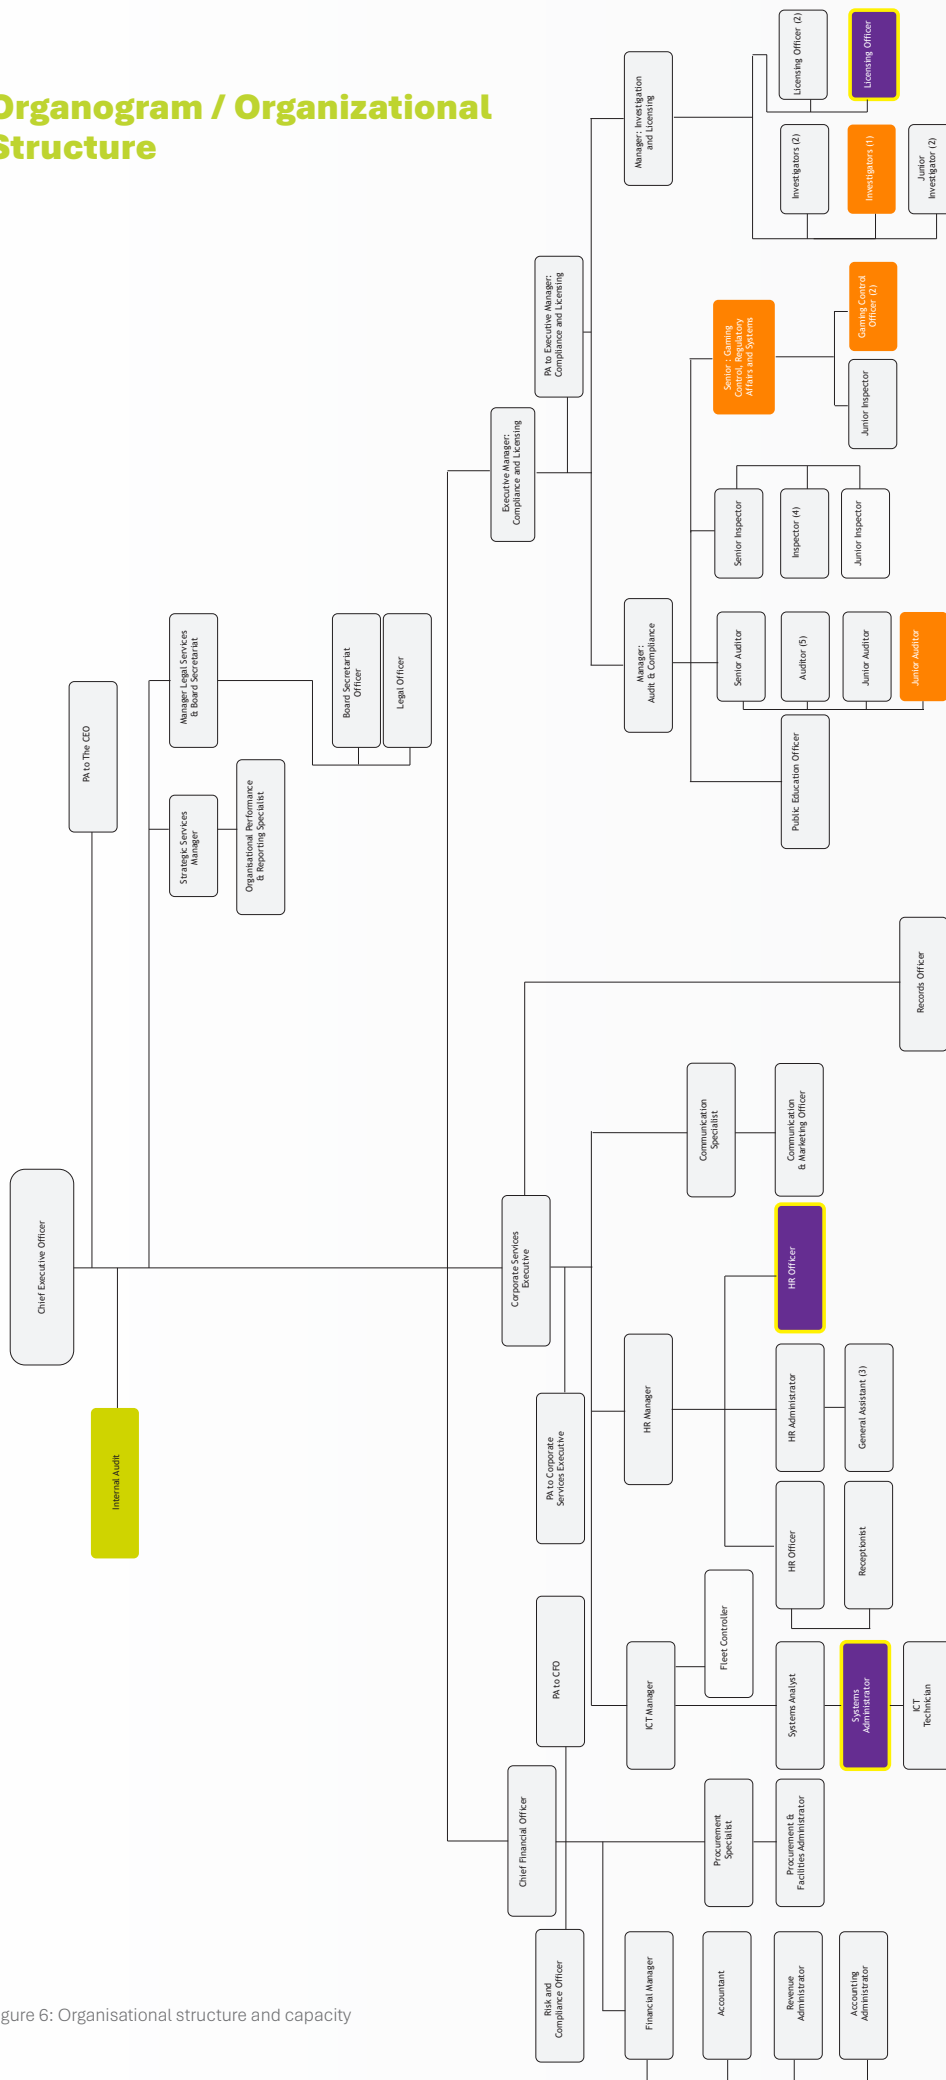 Organogram / Organizational
Structure
Chief Executive Officer
Internal Audit
PA to The CEO
Strategic Services
Manager
Organisational Performance
& Reporting Specialist
Manager Legal Services
& Board Secretariat
Board Secretariat
Officer
Legal Officer
Chief Financial Officer
PA to CFO
Risk and
Compliance Officer
Financial Manager
Accountant
Revenue
Administrator
Accounting
Administrator
Procurement
Specialist
Procurement &
Facilities Administrator
Corporate Services
Executive
PA to Corporate
Services Executive
ICT Manager
Fleet Controller
Systems Analyst
Systems
Administrator
ICT
Technician
HR Manager
HR Officer
Receptionist
HR Administrator
General Assistant (3)
HR Officer
Communication
Specialist
Communication
& Marketing Officer
Records Officer
Executive Manager:
Compliance and Licensing
PA to Executive Manager:
Compliance and Licensing
Manager:
Audit & Compliance
Public Education Officer
Senior Auditor
Auditor (5)
Junior Auditor
Junior Auditor
Senior Inspector
Inspector (4)
Junior Inspector
Senior : Gaming
Control, Regulatory
Affairs and Systems
Junior Inspector
Gaming Control
Officer (2)
Manager: Investigation
and Licensing
Investigators (2)
Investigators (1)
Junior
Investigator (2)
Licensing Officer (2)
Licensing Officer
gure 6: Organisational structure and capacity